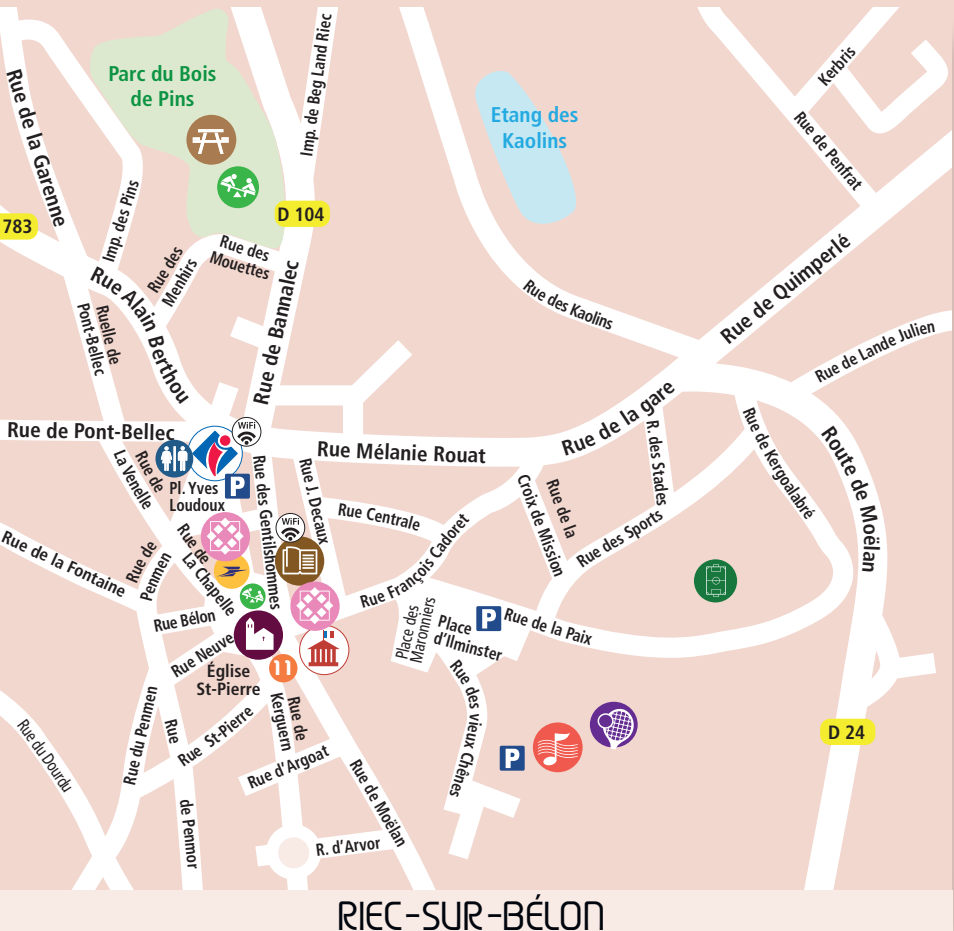 Parc du Bois
de Pins
Imp. de Beg Land Riec
Rue de la Garenne
Kerbris
Etang des
Kaolins
Rue de Penfrat
D 104
783
Imp. des Pins
Rue des
Mouettes
Rue des
Menhirs
Rue Alain Berthou
Ruelle de
Pont-Bellec
Rue de Bannalec
Rue des Kaolins
Rue de Quimperlé
Rue de Lande Julien
Rue de Pont-Bellec
WiFi
Rue Mélanie Rouat
Rue de la gare
R. des Stades
Rue de Kergoalabré
Route de Moëlan
Rue de
La Venelle
Pl. Yves
Loudoux
P
Rue des Gentilshommes
Rue J. Decaux
WiFi
Rue Centrale
Rue de la
Croix de Mission
Rue des Sports
Rue de la Fontaine
Rue de
Penmen
Rue de
La Chapelle
Rue François Cadoret
Rue Bélon
Rue Neuve
Place des
Maronniers
Place
d'Ilminster
P
Rue de la Paix
Église
St-Pierre
11
Rue du Penmen
Rue
de Penmor
Rue St-Pierre
Rue de
Kerguern
Rue d'Argoat
Rue de Moëlan
R. d'Arvor
Rue des vieux Chênes
P
D 24
Rue du Dourdu
RIEC-SUR-BÉLON